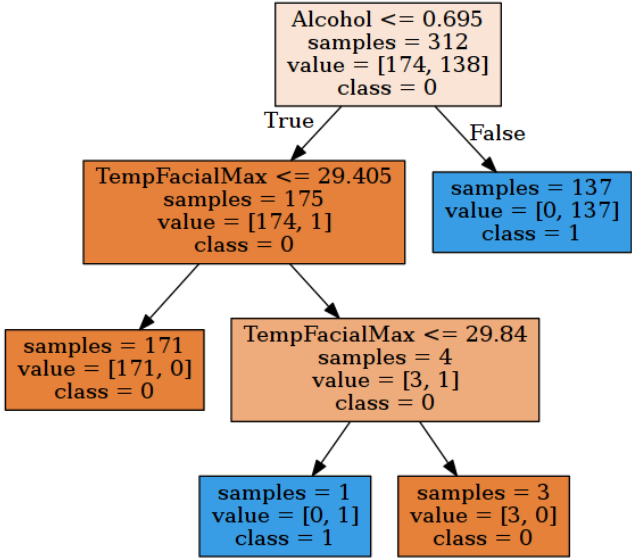 Alcohol <= 0.695
samples = 312
value = [174, 138]
class = 0
True
False
TempFacialMax <= 29.405
samples = 175
value = [174, 1]
class = 0
samples = 137
value = [0, 137]
class = 1
samples = 171
value = [171, 0]
class = 0
TempFacialMax <= 29.84
samples = 4
value = [3, 1]
class = 0
samples = 1
value = [0, 1]
class = 1
samples = 3
value = [3, 0]
class = 0